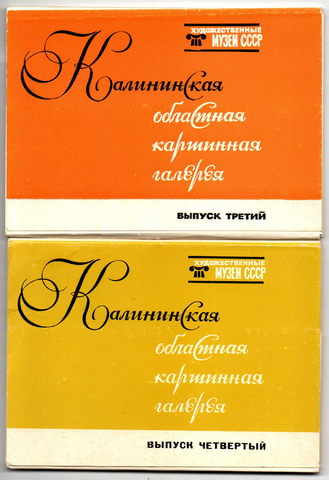 ХУДОЖЕСТВЕННЫЕ
МУЗЕИ СССР
Калининская
областная
картинная
галерея
ВЫПУСК ТРЕТИЙ
ХУДОЖЕСТВЕННЫЕ
МУЗЕИ СССР
Калининская
областная
картинная
галерея
ВЫПУСК ЧЕТВЕРТЫЙ